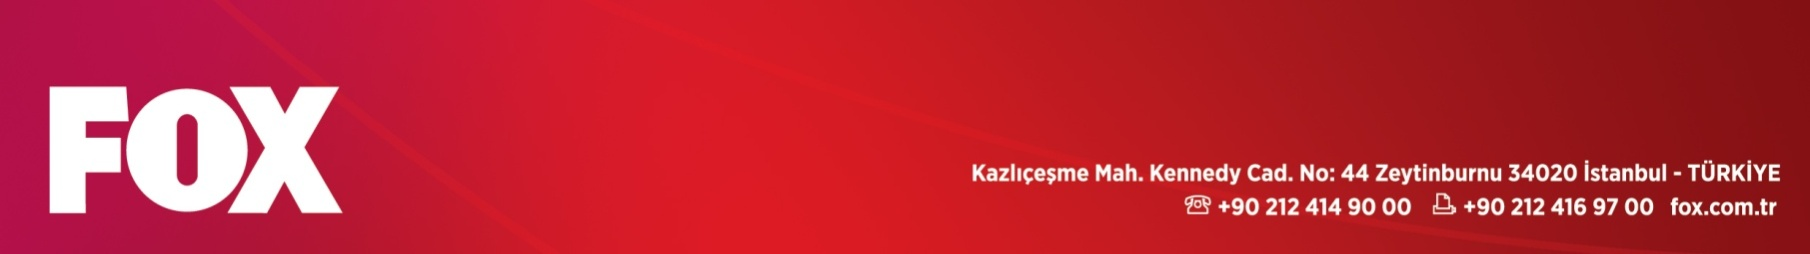 FOX
Kazlıçeşme Mah. Kennedy Cad. No: 44 Zeytinburnu 34020 İstanbul - TÜRKİYE
+90 212 414 90 00 +90 212 416 97 00 fox.com.tr